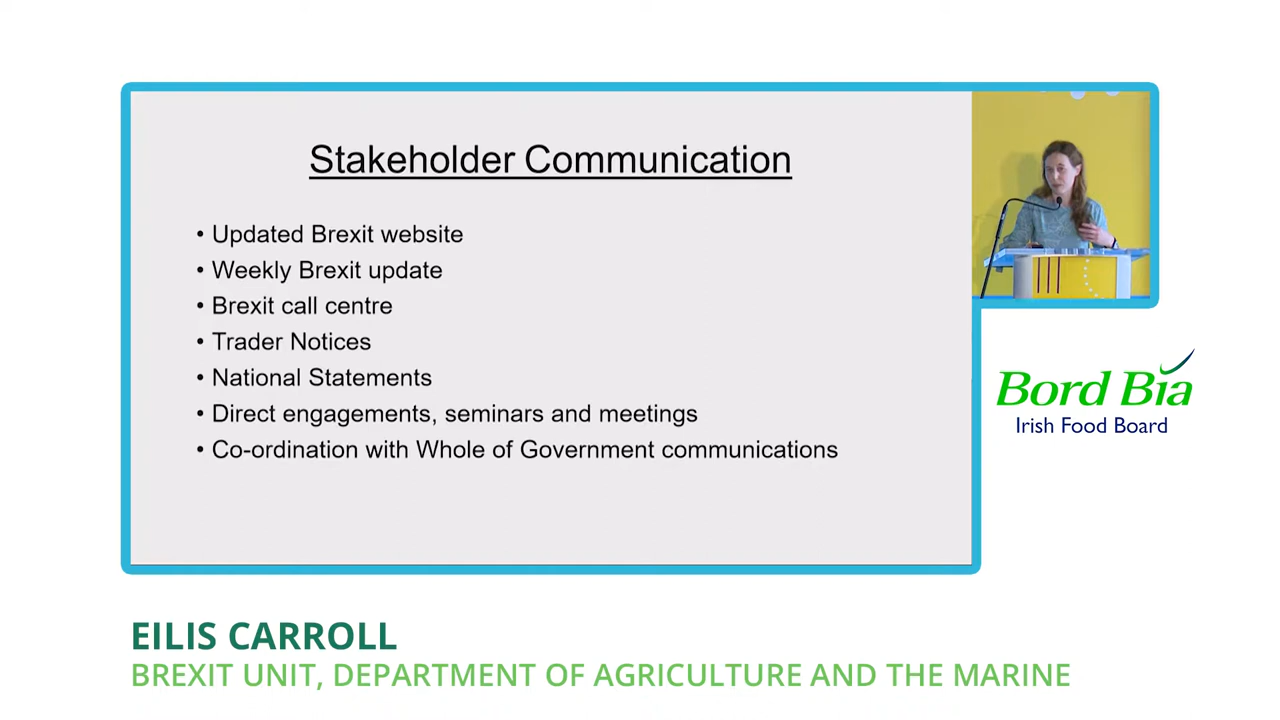 Stakeholder Communication
• Updated Brexit website
• Weekly Brexit update
• Brexit call centre
• Trader Notices
• National Statements
• Direct engagements, seminars and meetings
• Co-ordination with Whole of Government communications
Bord Bia
Irish Food Board
EILIS CARROLL
BREXIT UNIT, DEPARTMENT OF AGRICULTURE AND THE MARINE